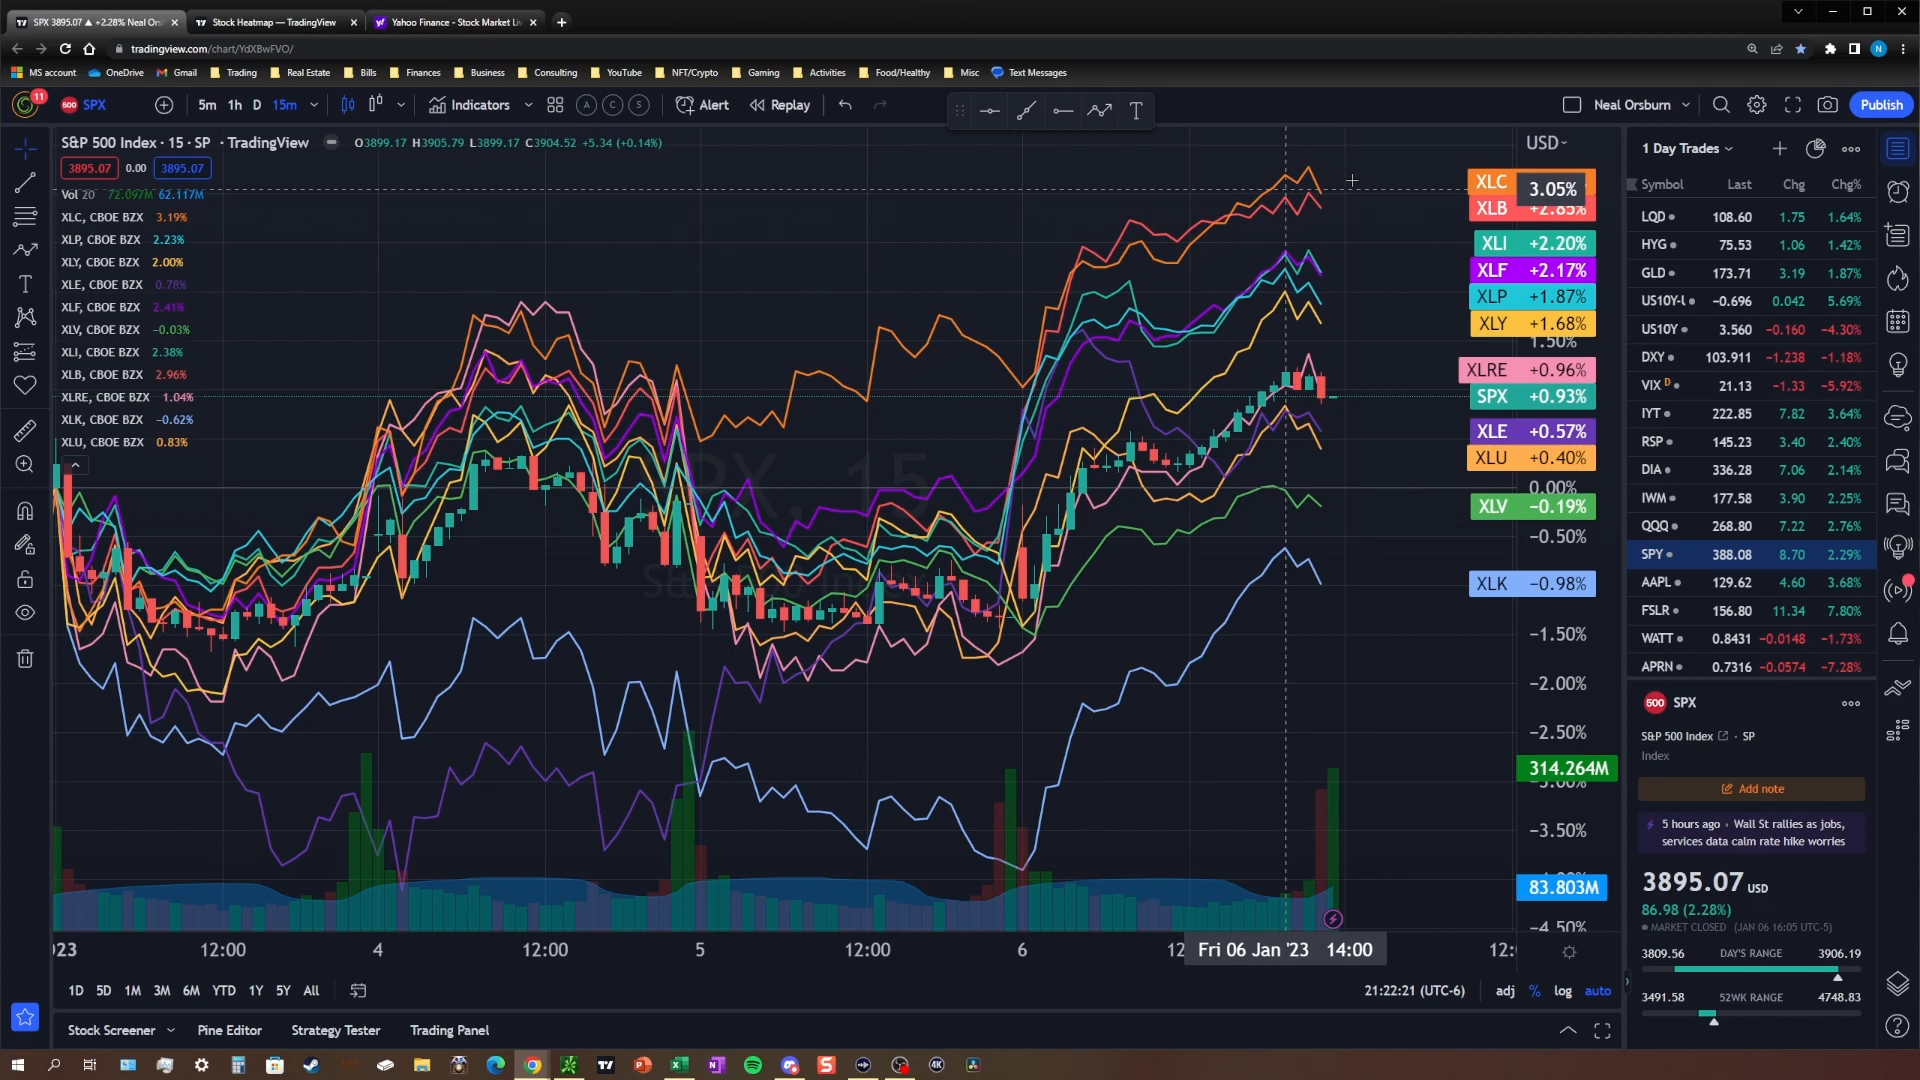 SPX 3895.07 ▲ +2.28% Neal Ors
Stock Heatmap — TradingView
Yahoo Finance - Stock Market Li
tradingview.com/chart/YdXBwFVO/
MS account
OneDrive
Gmail
Trading
Real Estate
Bills
Finances
Business
Consulting
YouTube
NFT/Crypto
Gaming
Activities
Food/Healthy
Misc
Text Messages
11
500 SPX
5m 1h D 15m
Indicators
A C S
Alert
Replay
Neal Orsburn
Publish
S&P 500 Index · 15 · SP · TradingView
O3899.17 H3905.79 L3899.17 C3904.52 +5.34 (+0.14%)
3895.07 0.00 3895.07
Vol 20 72.097M 62.117M
XLC, CBOE BZX 3.19%
XLP, CBOE BZX 2.23%
XLY, CBOE BZX 2.00%
XLE, CBOE BZX 0.78%
XLF, CBOE BZX 2.41%
XLV, CBOE BZX −0.03%
XLI, CBOE BZX 2.38%
XLB, CBOE BZX 2.96%
XLRE, CBOE BZX 1.04%
XLK, CBOE BZX −0.62%
XLU, CBOE BZX 0.83%
SPX, 15
USD
XLC
3.05%
XLB +2.85%
XLI +2.20%
XLF +2.17%
XLP +1.87%
XLY +1.68%
1.50%
XLRE +0.96%
SPX +0.93%
XLE +0.57%
XLU +0.40%
0.00%
XLV −0.19%
−0.50%
XLK −0.98%
−1.50%
−2.00%
−2.50%
314.264M
−3.00%
−3.50%
83.803M
−4.50%
12:00
4
12:00
5
12:00
6
Fri 06 Jan '23 14:00
1D 5D 1M 3M 6M YTD 1Y 5Y All
21:22:21 (UTC-6)
adj % log auto
Stock Screener
Pine Editor
Strategy Tester
Trading Panel
1 Day Trades
Symbol Last Chg Chg%
LQD 108.60 1.75 1.64%
HYG 75.53 1.06 1.42%
GLD 173.71 3.19 1.87%
US10Y-L −0.696 0.042 5.69%
US10Y 3.560 −0.160 −4.30%
DXY 103.911 −1.238 −1.18%
VIX D 21.13 −1.33 −5.92%
IYT 222.85 7.82 3.64%
RSP 145.23 3.40 2.40%
DIA 336.28 7.06 2.14%
IWM 177.58 3.90 2.25%
QQQ 268.80 7.22 2.76%
SPY 388.08 8.70 2.29%
AAPL 129.62 4.60 3.68%
FSLR 156.80 11.34 7.80%
WATT 0.8431 −0.0148 −1.73%
APRN 0.7316 −0.0574 −7.28%
500 SPX
S&P 500 Index · SP
Index
Add note
5 hours ago · Wall St rallies as jobs,
services data calm rate hike worries
3895.07 USD
86.98 (2.28%)
MARKET CLOSED (JAN 06 16:05 UTC-5)
3809.56 DAY'S RANGE 3906.19
3491.58 52WK RANGE 4748.83